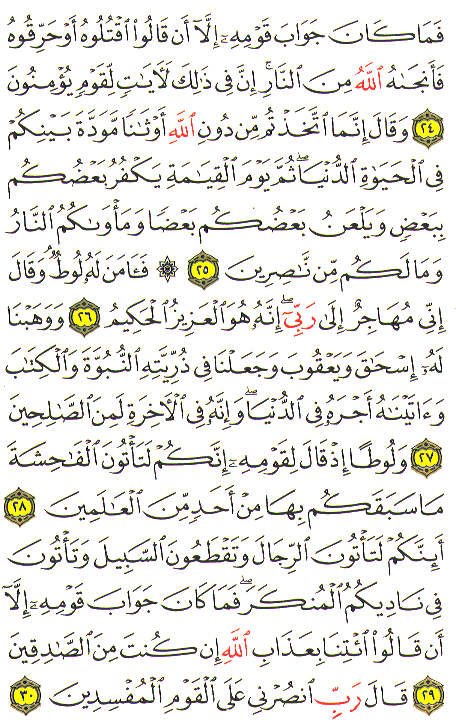 فَمَا كَانَ جَوَابَ قَوْمِهِۦٓ إِلَّآ أَن قَالُوا۟ ٱقْتُلُوهُ أَوْ حَرِّقُوهُ
فَأَنجَىٰهُ ٱللَّهُ مِنَ ٱلنَّارِ ۚ إِنَّ فِى ذَٰلِكَ لَءَايَٰتٍ لِّقَوْمٍ يُؤْمِنُونَ
٢٤ وَقَالَ إِنَّمَا ٱتَّخَذْتُم مِّن دُونِ ٱللَّهِ أَوْثَٰنًا مَّوَدَّةَ بَيْنِكُمْ
فِى ٱلْحَيَوٰةِ ٱلدُّنْيَا ۖ ثُمَّ يَوْمَ ٱلْقِيَٰمَةِ يَكْفُرُ بَعْضُكُم
بِبَعْضٍ وَيَلْعَنُ بَعْضُكُم بَعْضًا وَمَأْوَىٰكُمُ ٱلنَّارُ
وَمَا لَكُم مِّن نَّٰصِرِينَ ٢٥ ۞ فَـَٔامَنَ لَهُۥ لُوطٌ ۘ وَقَالَ
إِنِّى مُهَاجِرٌ إِلَىٰ رَبِّىٓ ۖ إِنَّهُۥ هُوَ ٱلْعَزِيزُ ٱلْحَكِيمُ ٢٦ وَوَهَبْنَا
لَهُۥٓ إِسْحَٰقَ وَيَعْقُوبَ وَجَعَلْنَا فِى ذُرِّيَّتِهِ ٱلنُّبُوَّةَ وَٱلْكِتَٰبَ
وَءَاتَيْنَٰهُ أَجْرَهُۥ فِى ٱلدُّنْيَا ۖ وَإِنَّهُۥ فِى ٱلْءَاخِرَةِ لَمِنَ ٱلصَّٰلِحِينَ
٢٧ وَلُوطًا إِذْ قَالَ لِقَوْمِهِۦٓ إِنَّكُمْ لَتَأْتُونَ ٱلْفَٰحِشَةَ
مَا سَبَقَكُم بِهَا مِنْ أَحَدٍ مِّنَ ٱلْعَٰلَمِينَ ٢٨
أَئِنَّكُمْ لَتَأْتُونَ ٱلرِّجَالَ وَتَقْطَعُونَ ٱلسَّبِيلَ وَتَأْتُونَ
فِى نَادِيكُمُ ٱلْمُنكَرَ ۖ فَمَا كَانَ جَوَابَ قَوْمِهِۦٓ إِلَّآ
أَن قَالُوا۟ ٱئْتِنَا بِعَذَابِ ٱللَّهِ إِن كُنتَ مِنَ ٱلصَّٰدِقِينَ
٢٩ قَالَ رَبِّ ٱنصُرْنِى عَلَى ٱلْقَوْمِ ٱلْمُفْسِدِينَ ٣٠